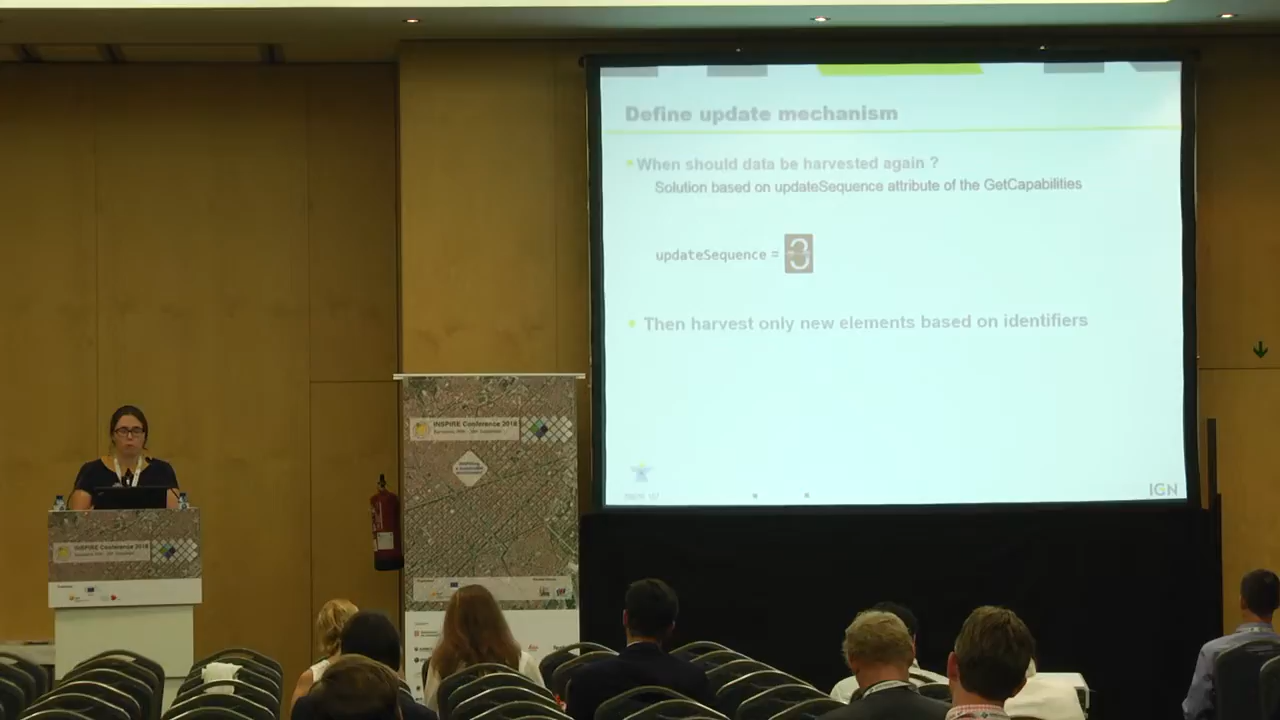 Define update mechanism
When should data be harvested again ?
Solution based on updateSequence attribute of the GetCapabilities
updateSequence = 3
Then harvest only new elements based on identifiers
IGN
INSPIRE Conference 2018
INSPIRE Conference 2018